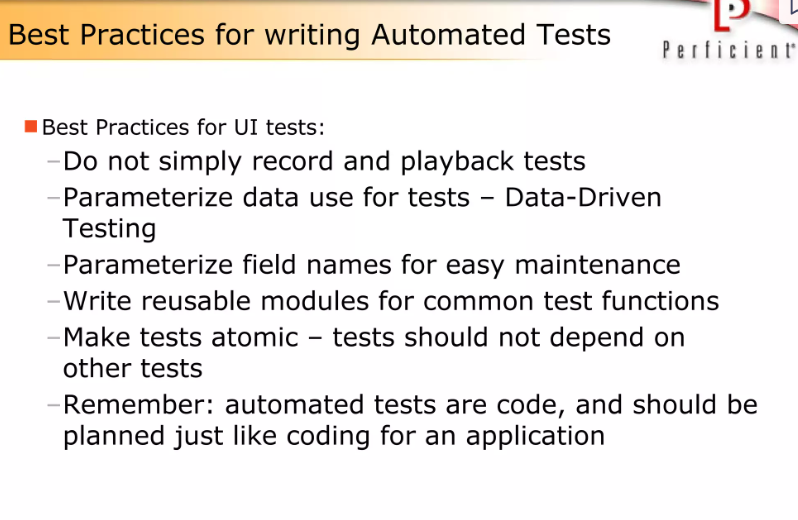 Best Practices for writing Automated Tests
Perficient®
Best Practices for UI tests:
–Do not simply record and playback tests
–Parameterize data use for tests – Data-Driven
Testing
–Parameterize field names for easy maintenance
–Write reusable modules for common test functions
–Make tests atomic – tests should not depend on
other tests
–Remember: automated tests are code, and should be
planned just like coding for an application